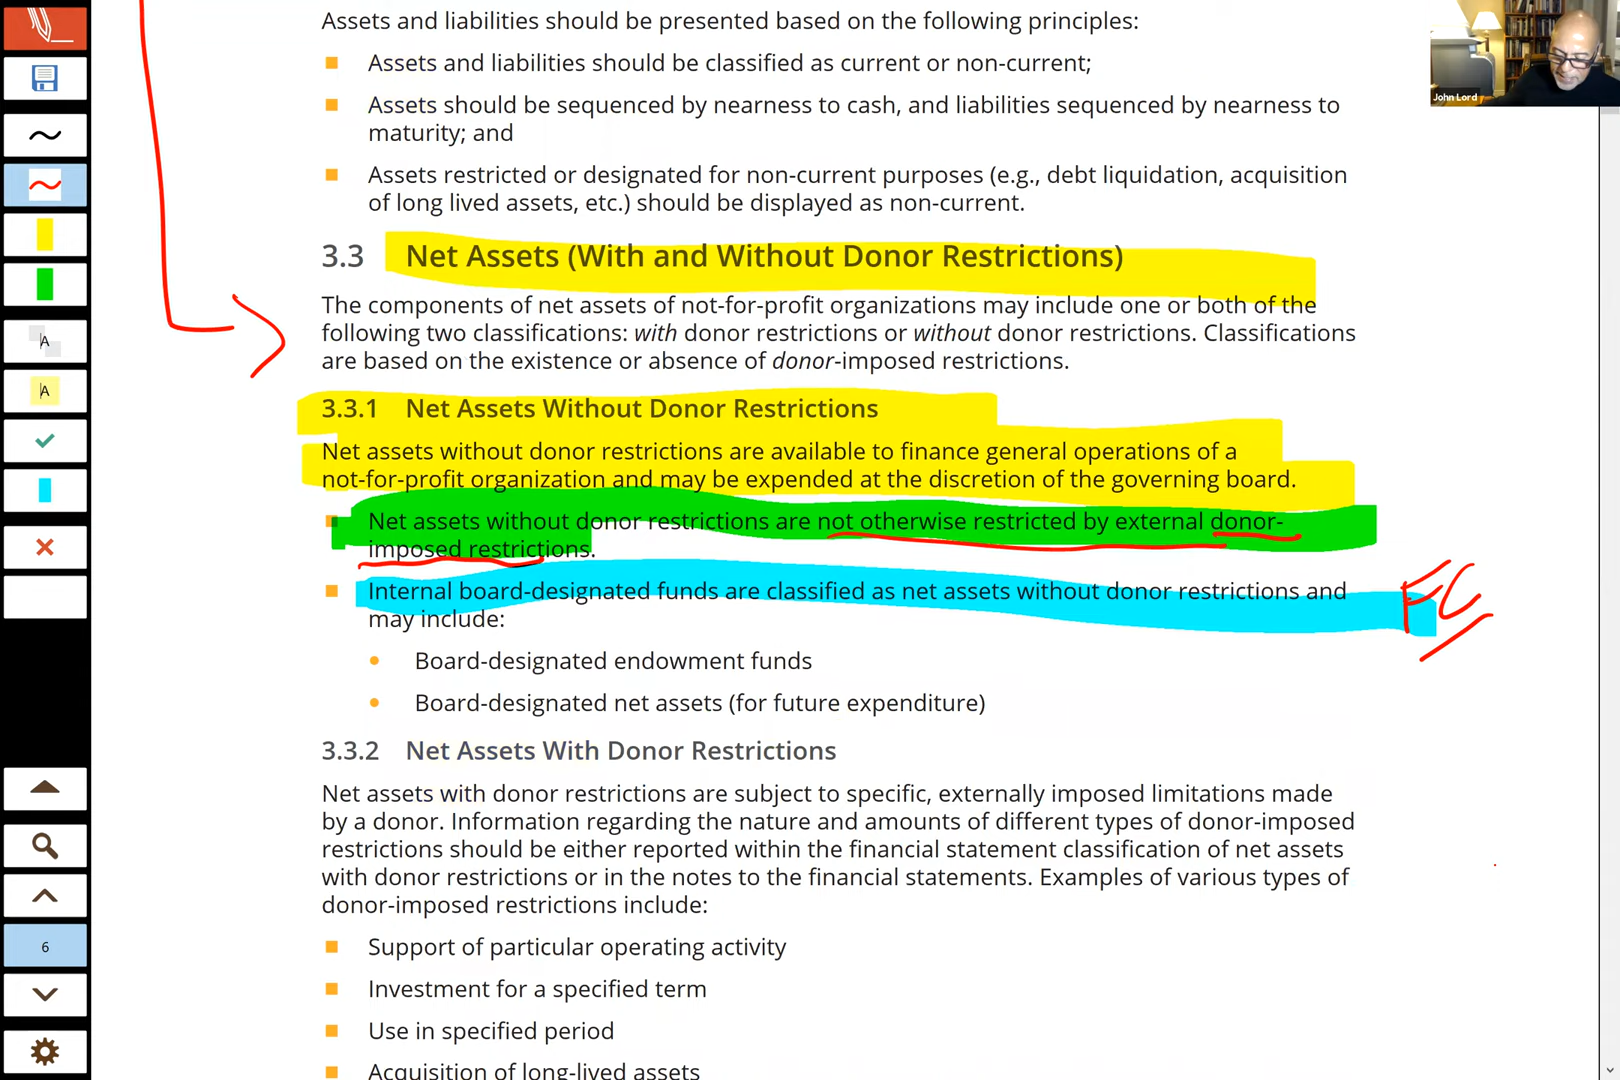 Assets and liabilities should be presented based on the following principles:
Assets and liabilities should be classified as current or non-current;
Assets should be sequenced by nearness to cash, and liabilities sequenced by nearness to
maturity; and
Assets restricted or designated for non-current purposes (e.g., debt liquidation, acquisition
of long lived assets, etc.) should be displayed as non-current.
3.3 Net Assets (With and Without Donor Restrictions)
The components of net assets of not-for-profit organizations may include one or both of the
following two classifications: with donor restrictions or without donor restrictions. Classifications
are based on the existence or absence of donor-imposed restrictions.
3.3.1 Net Assets Without Donor Restrictions
Net assets without donor restrictions are available to finance general operations of a
not-for-profit organization and may be expended at the discretion of the governing board.
Net assets without donor restrictions are not otherwise restricted by external donor-
imposed restrictions.
Internal board-designated funds are classified as net assets without donor restrictions and
may include:
Board-designated endowment funds
Board-designated net assets (for future expenditure)
3.3.2 Net Assets With Donor Restrictions
Net assets with donor restrictions are subject to specific, externally imposed limitations made
by a donor. Information regarding the nature and amounts of different types of donor-imposed
restrictions should be either reported within the financial statement classification of net assets
with donor restrictions or in the notes to the financial statements. Examples of various types of
donor-imposed restrictions include:
Support of particular operating activity
Investment for a specified term
Use in specified period
Acquisition of long-lived assets
John Lord
A
A
6